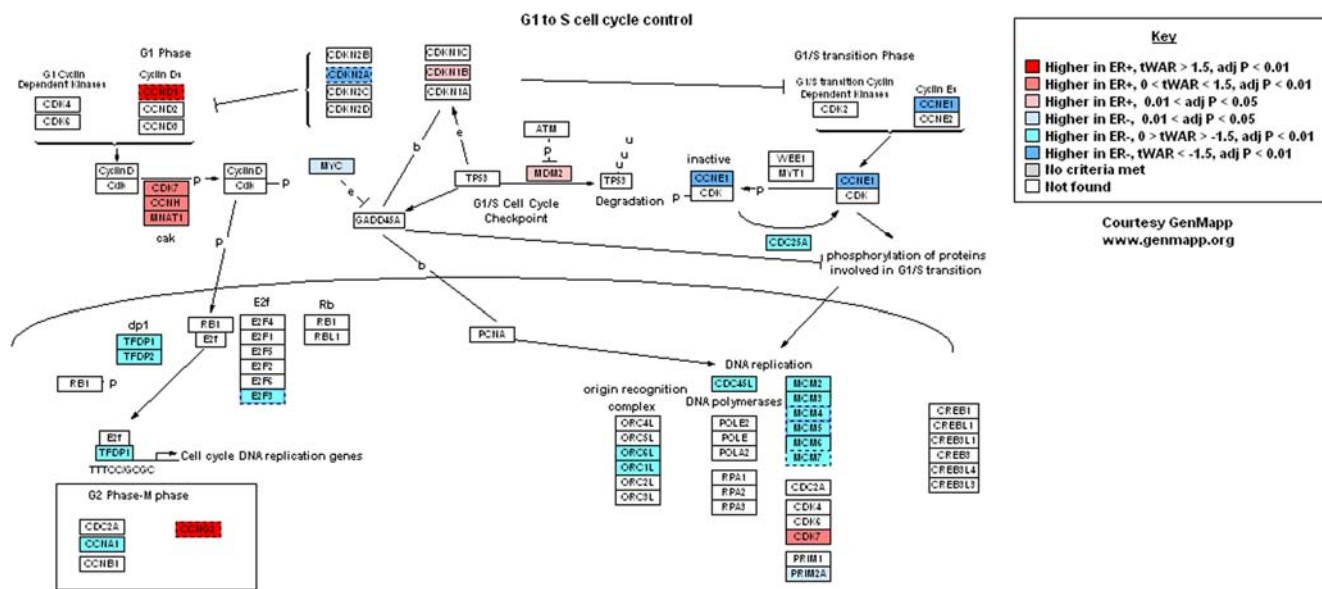 G1 to S cell cycle control
G1 Phase
G1 Cyclin
Dependent Kinases
Cyclin Ds
CDK4
CDK6
CCND1
CCND2
CCND3
CDKN2B
CDKN2A
CDKN2C
CDKN2D
CDKN1C
CDKN1B
CDKN1A
G1/S transition Phase
G1/S transition Cyclin
Dependent Kinases
CDK2
Cyclin Es
CCNE1
CCNE2
Cyclin D
Cdk
p
Cyclin D
Cdk
p
CDK7
CCNH
MNAT1
cak
p
MYC
e
b
e
ATM
p
MDM2
TP53
u
u
u
TP53
Degradation
G1/S Cell Cycle
Checkpoint
GADD45A
inactive
CCNE1
CDK
p
WEE1
MYT1
p
CCNE1
CDK
CDC25A
phosphorylation of proteins
involved in G1/S transition
b
PCNA
dp1
TFDP1
TFDP2
RB1
E2f
E2f
E2F4
E2F1
E2F5
E2F2
E2F6
E2F3
Rb
RB1
RBL1
RB1
p
E2f
TFDP1
TTTCC/GCGC
Cell cycle DNA replication genes
DNA replication
origin recognition
complex
ORC4L
ORC5L
ORC6L
ORC1L
ORC2L
ORC3L
CDC45L
DNA polymerases
POLE2
POLE
POLA2
RPA1
RPA2
RPA3
MCM2
MCM3
MCM4
MCM5
MCM6
MCM7
CDC2A
CDK4
CDK6
CDK7
PRIM1
PRIM2A
CREB1
CREBL1
CREB3L1
CREB3
CREB3L4
CREB3L3
G2 Phase-M phase
CDC2A
CCNA1
CCNB1
CCNG2
Key
Higher in ER+, tWAR > 1.5, adj P < 0.01
Higher in ER+, 0 < tWAR < 1.5, adj P < 0.01
Higher in ER+, 0.01 < adj P < 0.05
Higher in ER-, 0.01 < adj P < 0.05
Higher in ER-, 0 > tWAR > -1.5, adj P < 0.01
Higher in ER-, tWAR < -1.5, adj P < 0.01
No criteria met
Not found
Courtesy GenMapp
www.genmapp.org